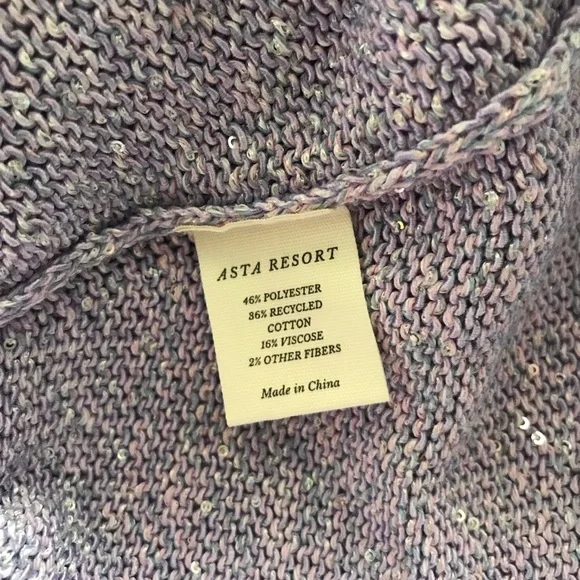 ASTA RESORT
46% POLYESTER
36% RECYCLED
COTTON
16% VISCOSE
2% OTHER FIBERS
Made in China